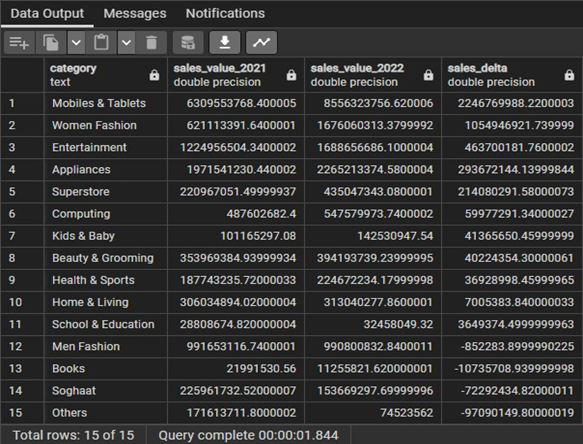 Data Output Messages Notifications
category sales_value_2021 sales_value_2022 sales_delta
text double precision double precision double precision
1 Mobiles & Tablets 6309553768.400005 8556323756.620006 2246769988.2200003
2 Women Fashion 621113391.6400001 1676060313.3799992 1054946921.739999
3 Entertainment 1224956504.3400002 1688656686.1000004 463700181.7600002
4 Appliances 1971541230.440002 2265213374.5800004 293672144.13999844
5 Superstore 220967051.49999937 435047343.0800001 214080291.58000073
6 Computing 487602682.4 547579973.7400002 59977291.34000027
7 Kids & Baby 101165297.08 142530947.54 41365650.45999999
8 Beauty & Grooming 353969384.93999934 394193739.23999995 40224354.30000061
9 Health & Sports 187743235.72000033 224672234.17999998 36928998.45999965
10 Home & Living 306034894.02000004 313040277.8600001 7005383.840000033
11 School & Education 28808674.820000004 32458049.32 3649374.4999999963
12 Men Fashion 991653116.7400001 990800832.8400011 -852283.8999990225
13 Books 21991530.56 11255821.620000001 -10735708.939999998
14 Soghaat 225961732.52000007 153669297.69999996 -72292434.82000011
15 Others 171613711.8000002 74523562 -97090149.80000019
Total rows: 15 of 15 Query complete 00:00:01.844